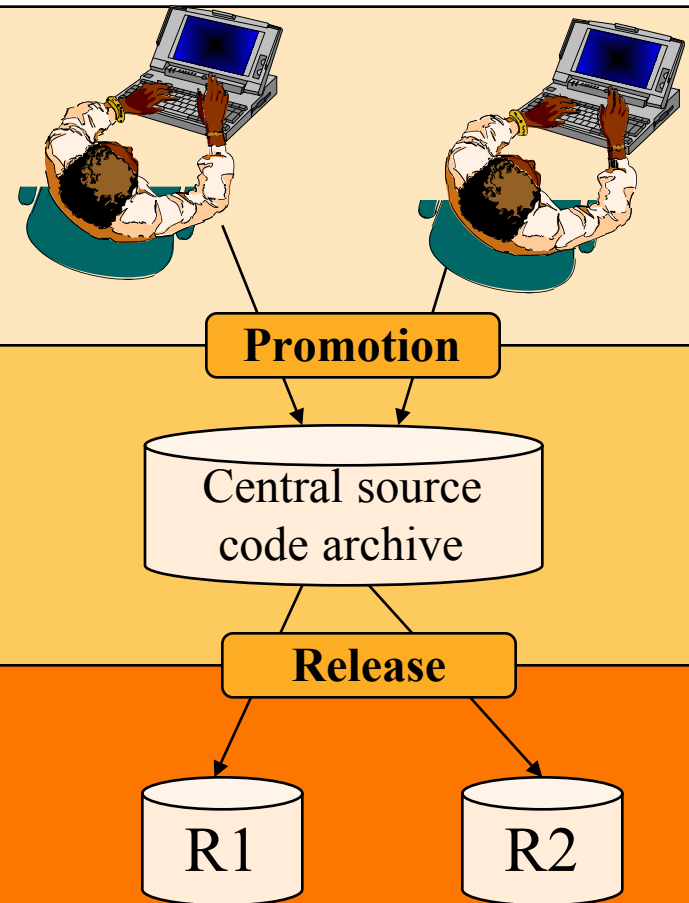 Promotion
Central source
code archive
Release
R1
R2